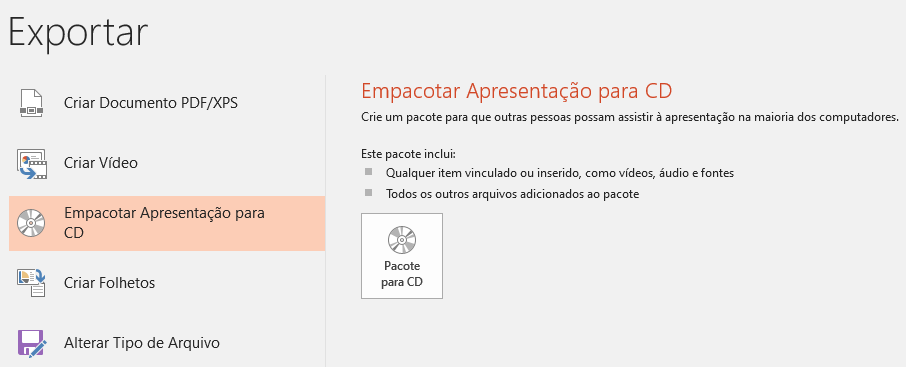 Exportar
Criar Documento PDF/XPS
Criar Vídeo
Empacotar Apresentação para
CD
Criar Folhetos
Alterar Tipo de Arquivo
Empacotar Apresentação para CD
Crie um pacote para que outras pessoas possam assistir à apresentação na maioria dos computadores.
Este pacote inclui:
Qualquer item vinculado ou inserido, como vídeos, áudio e fontes
Todos os outros arquivos adicionados ao pacote
Pacote
para CD